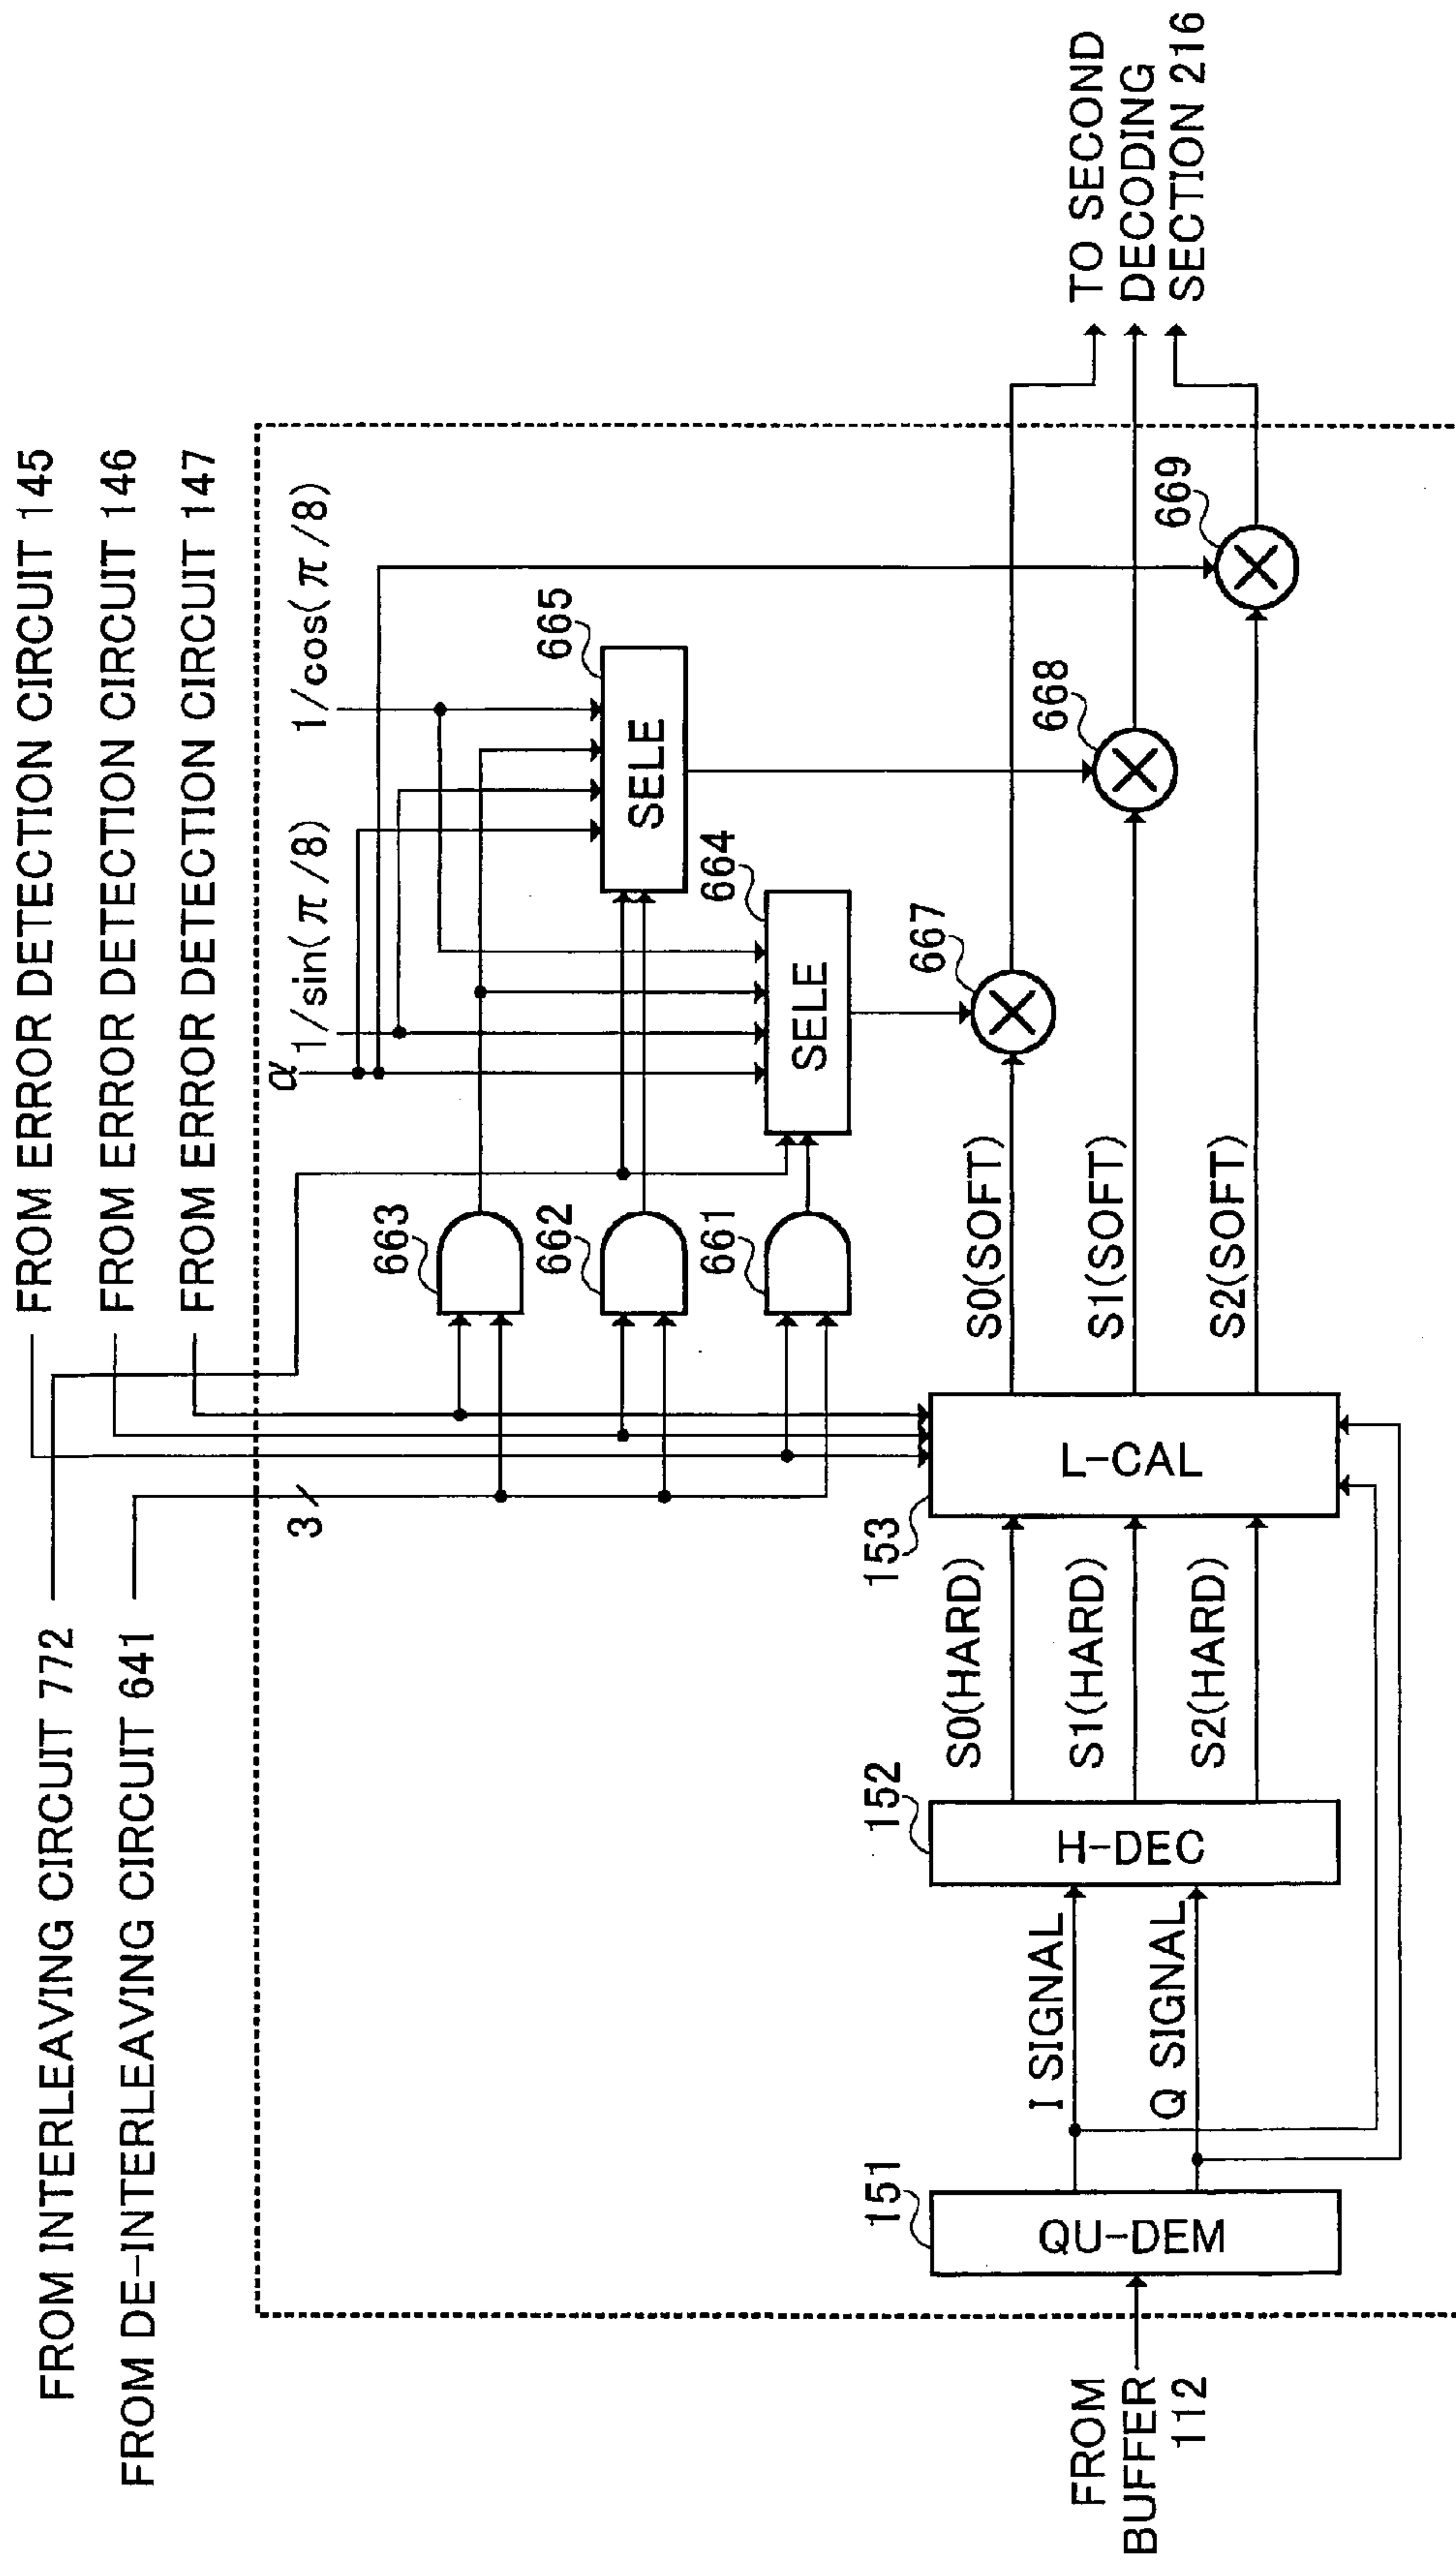 FROM ERROR DETECTION CIRCUIT 145
FROM INTERLEAVING CIRCUIT 772
FROM ERROR DETECTION CIRCUIT 146
FROM DE-INTERLEAVING CIRCUIT 641
FROM ERROR DETECTION CIRCUIT 147
3
α
1/sin(π/8)
1/cos(π/8)
663
662
661
665
SELE
664
SELE
667
668
669
FROM
BUFFER
112
151
QU-DEM
I SIGNAL
Q SIGNAL
152
H-DEC
S0(HARD)
S1(HARD)
S2(HARD)
153
L-CAL
S0(SOFT)
S1(SOFT)
S2(SOFT)
TO SECOND
DECODING
SECTION 216